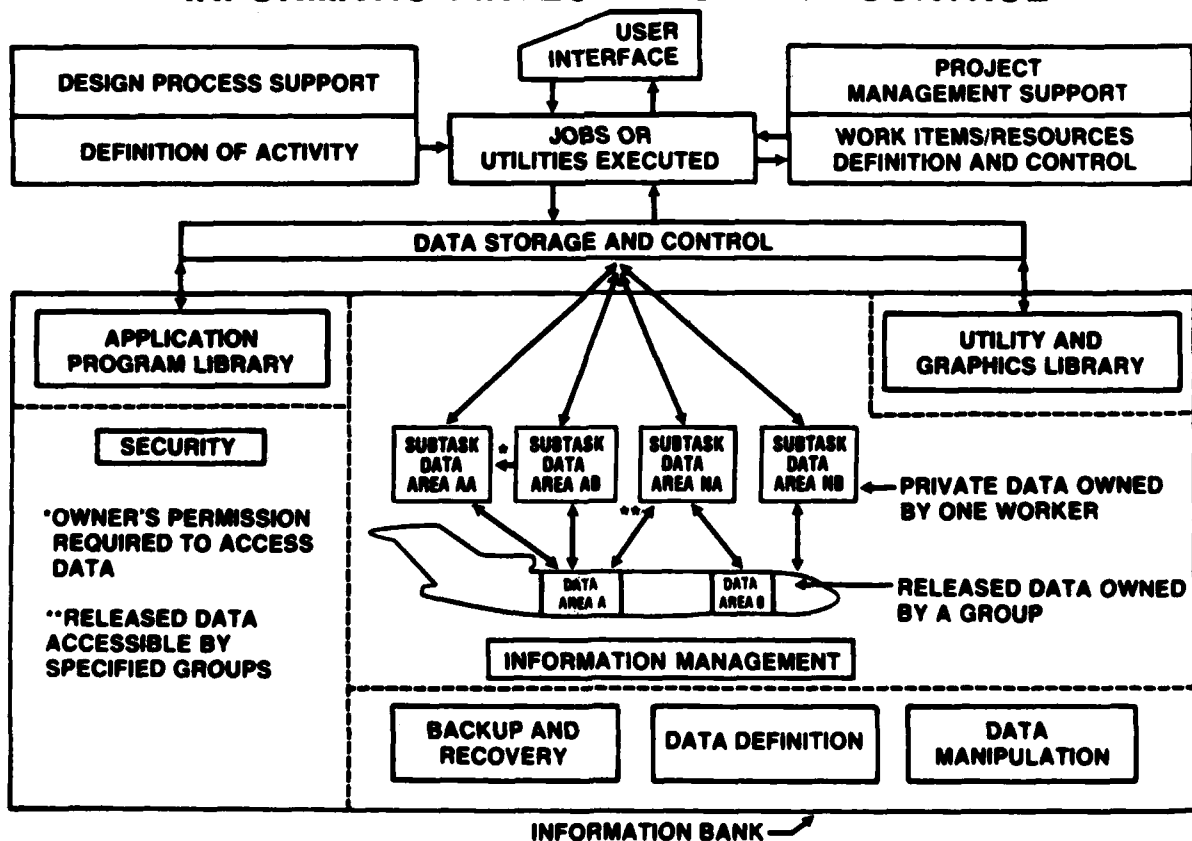 USER
INTERFACE
DESIGN PROCESS SUPPORT
DEFINITION OF ACTIVITY
JOBS OR
UTILITIES EXECUTED
PROJECT
MANAGEMENT SUPPORT
WORK ITEMS/RESOURCES
DEFINITION AND CONTROL
DATA STORAGE AND CONTROL
APPLICATION
PROGRAM LIBRARY
UTILITY AND
GRAPHICS LIBRARY
SECURITY
*OWNER'S PERMISSION
REQUIRED TO ACCESS
DATA
**RELEASED DATA
ACCESSIBLE BY
SPECIFIED GROUPS
SUBTASK
DATA
AREA AA
*
SUBTASK
DATA
AREA AB
SUBTASK
DATA
AREA NA
**
SUBTASK
DATA
AREA NB
PRIVATE DATA OWNED
BY ONE WORKER
DATA
AREA A
DATA
AREA
RELEASED DATA OWNED
BY A GROUP
INFORMATION MANAGEMENT
BACKUP AND
RECOVERY
DATA DEFINITION
DATA
MANIPULATION
INFORMATION BANK